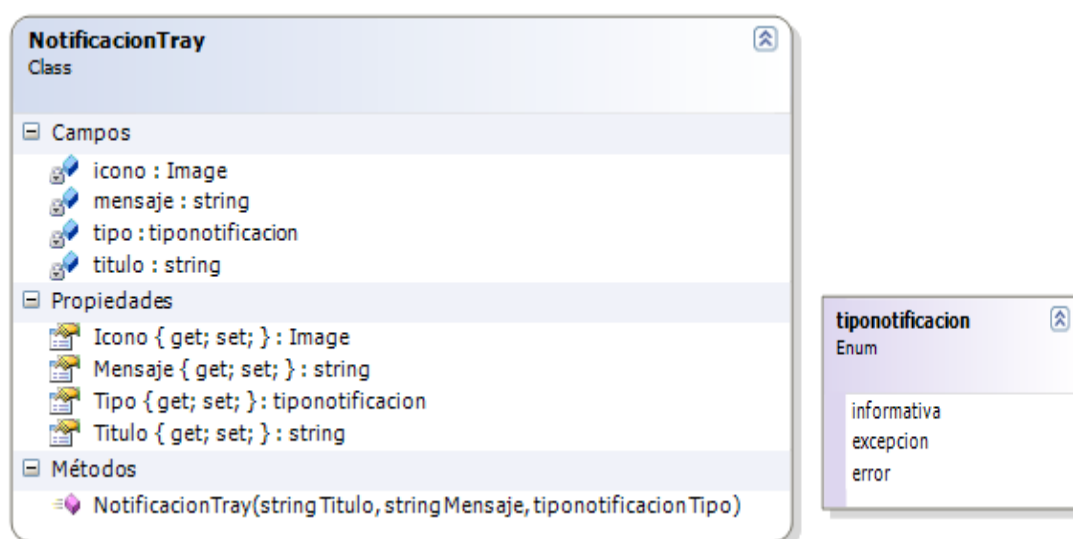 NotificacionTray
Class
Campos
icono : Image
mensaje : string
tipo : tiponotificacion
titulo : string
Propiedades
Icono { get; set; } : Image
Mensaje { get; set; } : string
Tipo { get; set; } : tiponotificacion
Titulo { get; set; } : string
Métodos
NotificacionTray(string Titulo, string Mensaje, tiponotificacion Tipo)
tiponotificacion
Enum
informativa
excepcion
error